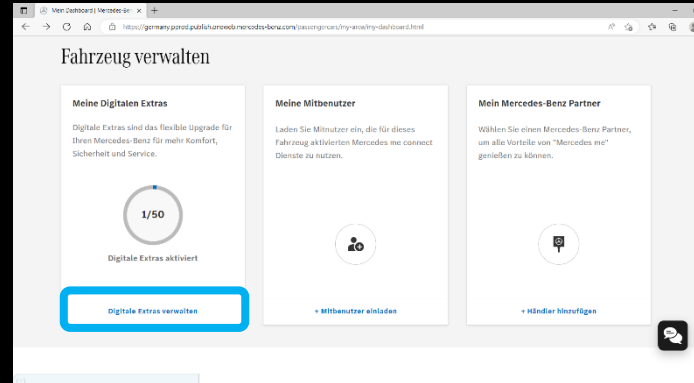 Mein Dashboard | Mercedes-Be
https://germany.pprod.publish.oneweb.mercedes-benz.com/passengercars/my-area/my-dashboard.html
Fahrzeug verwalten
Meine Digitalen Extras
Digitale Extras sind das flexible Upgrade für
Ihren Mercedes-Benz für mehr Komfort,
Sicherheit und Service.
1/50
Digitale Extras aktiviert
Digitale Extras verwalten
Meine Mitbenutzer
Laden Sie Mitnutzer ein, die für dieses
Fahrzeug aktivierten Mercedes me connect
Dienste zu nutzen.
+ Mitbenutzer einladen
Mein Mercedes-Benz Partner
Wählen Sie einen Mercedes-Benz Partner,
um alle Vorteile von "Mercedes me"
genießen zu können.
+ Händler hinzufügen